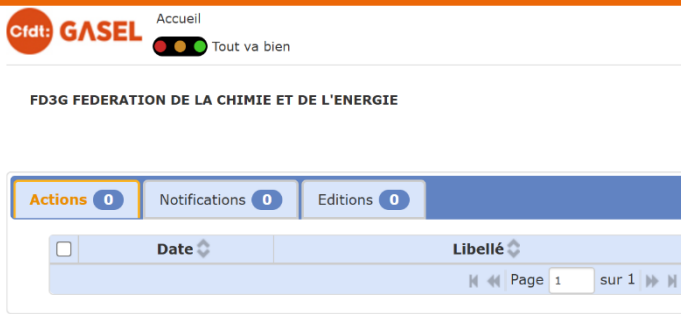 Cfdt: GASEL
Accueil
Tout va bien
FD3G FEDERATION DE LA CHIMIE ET DE L'ENERGIE
Actions 0 Notifications 0 Editions 0
Date Libellé
Page 1 sur 1